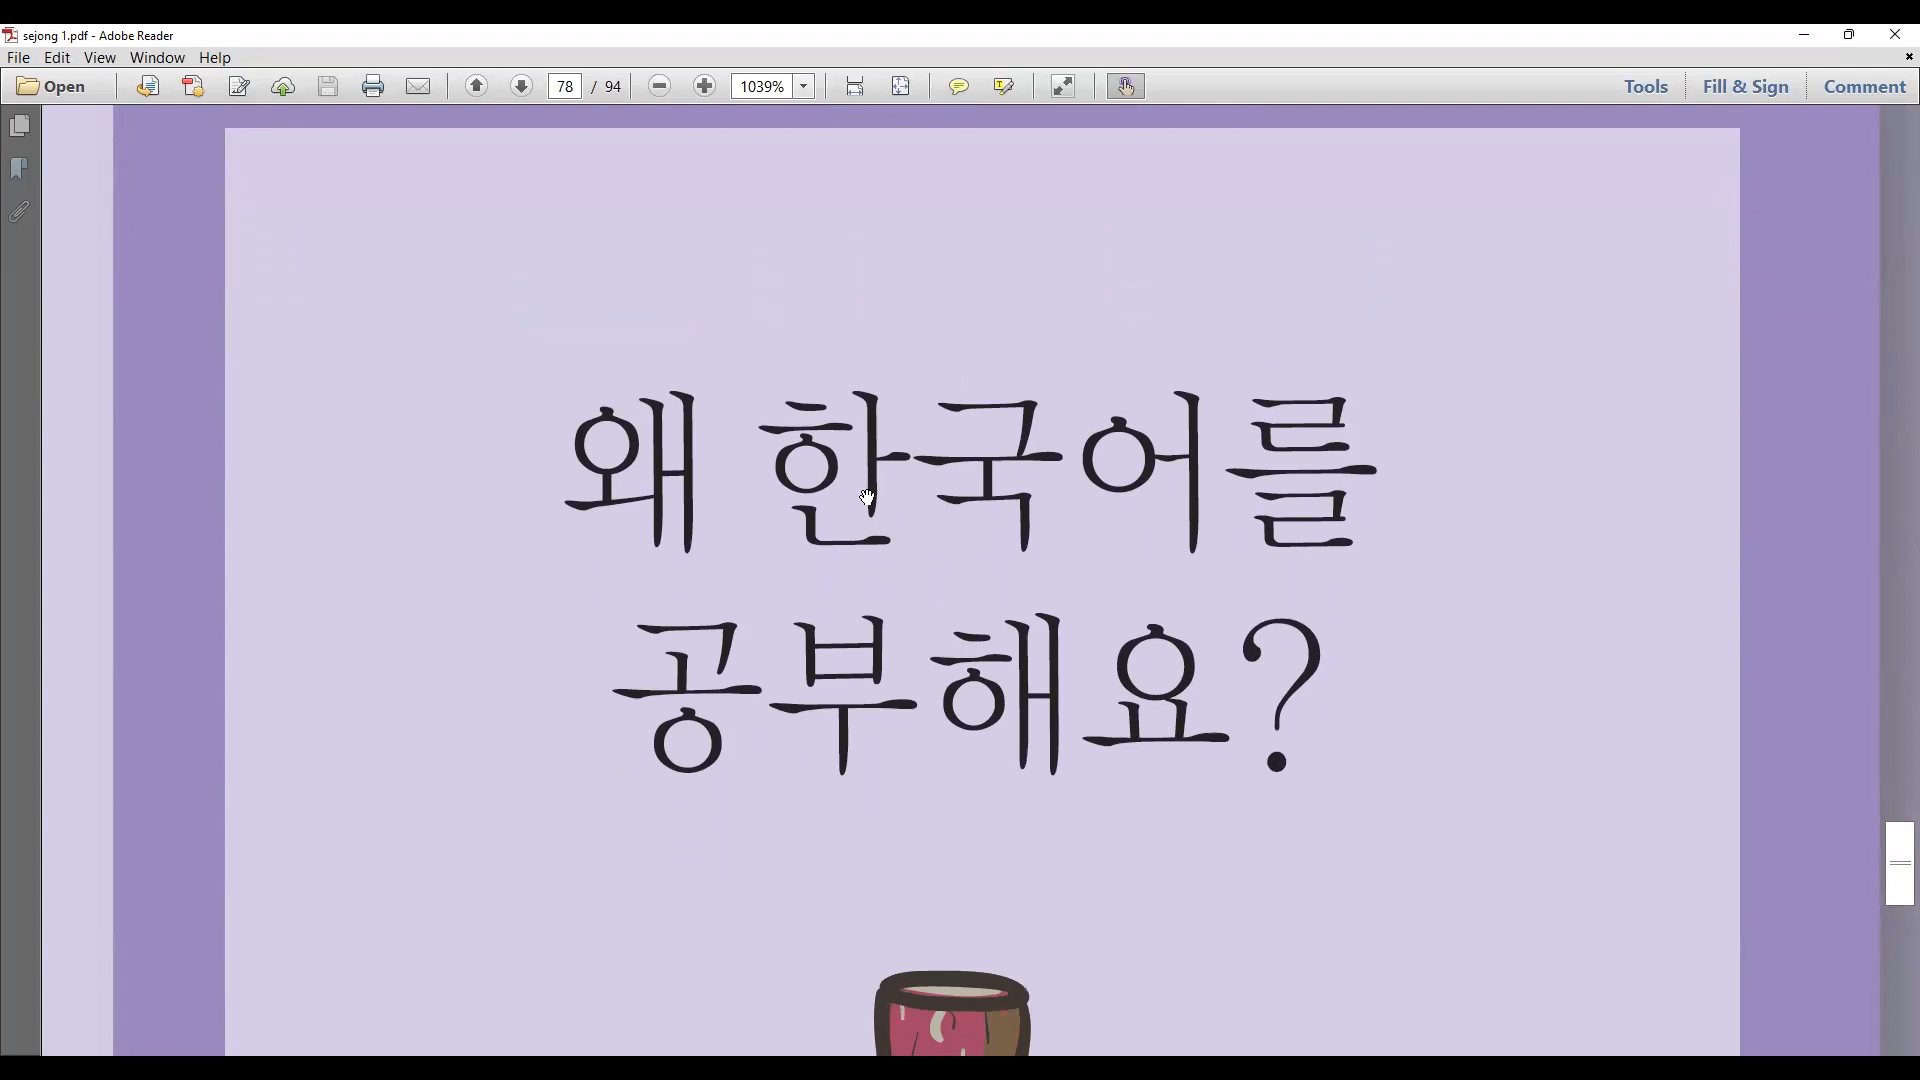 sejong 1.pdf - Adobe Reader
File Edit View Window Help
Open 78 / 94 1039% Tools Fill & Sign Comment
왜 한국어를
공부해요?